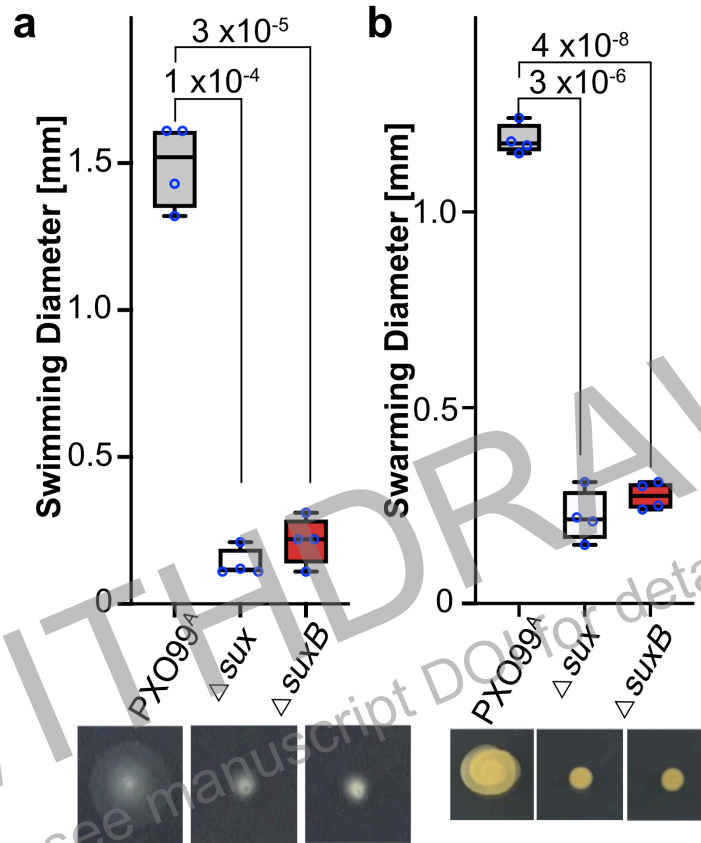 a
3 x10-5
1 x10-4
Swimming Diameter [mm]
1.5
1.0
0.5
0
PXO99A
△ sux
△ suxB
b
4 x10-8
3 x10-6
Swarming Diameter [mm]
1.0
0.5
0
PXO99A
△ sux
△ suxB
ITHDRA
see manuscript DOI for deta